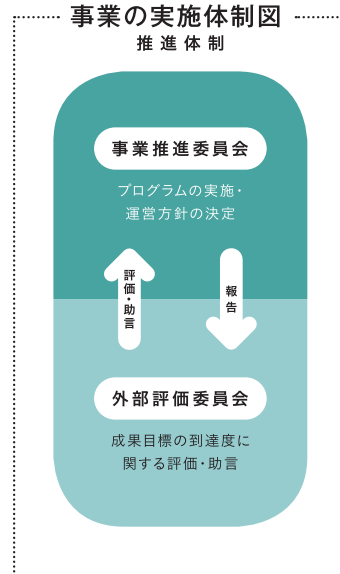 事業の実施体制図
推進体制
事業推進委員会
プログラムの実施・
運営方針の決定
評価・助言
報告
外部評価委員会
成果目標の到達度に
関する評価・助言